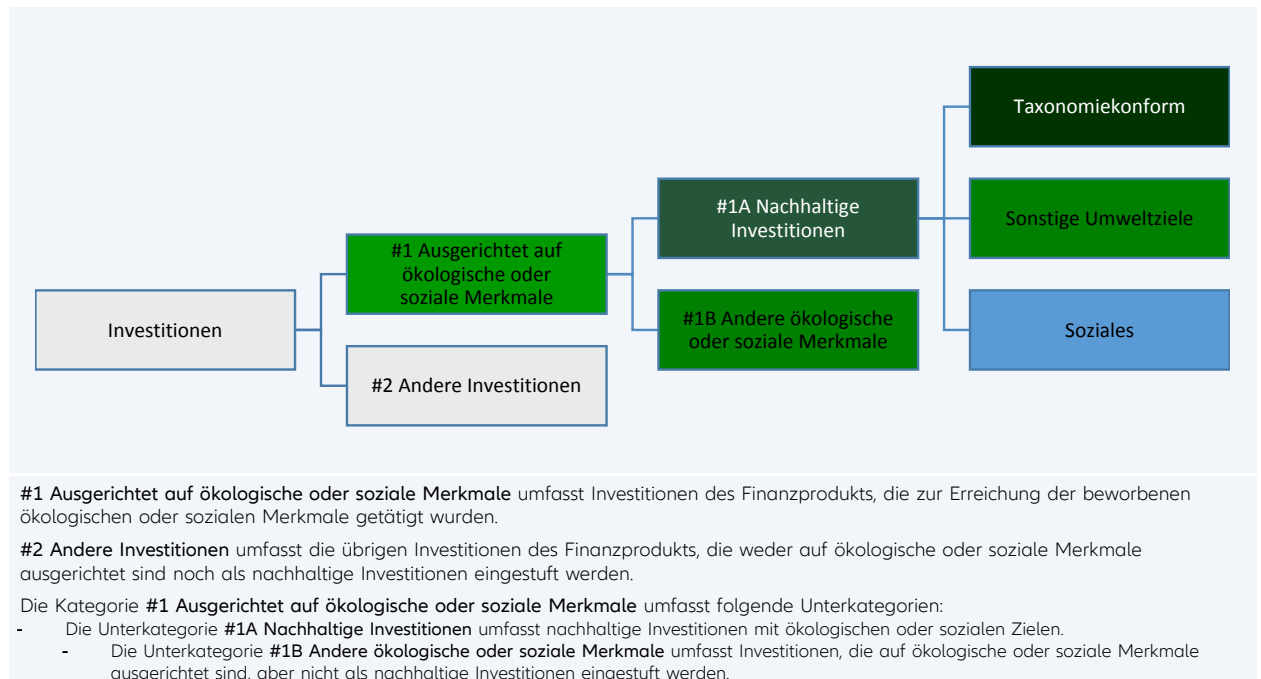 Taxonomiekonform
#1A Nachhaltige
Investitionen
Sonstige Umweltziele
#1 Ausgerichtet auf
ökologische oder
soziale Merkmale
Investitionen
#1B Andere ökologische
oder soziale Merkmale
Soziales
#2 Andere Investitionen
#1 Ausgerichtet auf ökologische oder soziale Merkmale umfasst Investitionen des Finanzprodukts, die zur Erreichung der beworbenen
ökologischen oder sozialen Merkmale getätigt wurden.
#2 Andere Investitionen umfasst die übrigen Investitionen des Finanzprodukts, die weder auf ökologische oder soziale Merkmale
ausgerichtet sind noch als nachhaltige Investitionen eingestuft werden.
Die Kategorie #1 Ausgerichtet auf ökologische oder soziale Merkmale umfasst folgende Unterkategorien:
- Die Unterkategorie #1A Nachhaltige Investitionen umfasst nachhaltige Investitionen mit ökologischen oder sozialen Zielen.
- Die Unterkategorie #1B Andere ökologische oder soziale Merkmale umfasst Investitionen, die auf ökologische oder soziale Merkmale
ausgerichtet sind, aber nicht als nachhaltige Investitionen eingestuft werden.